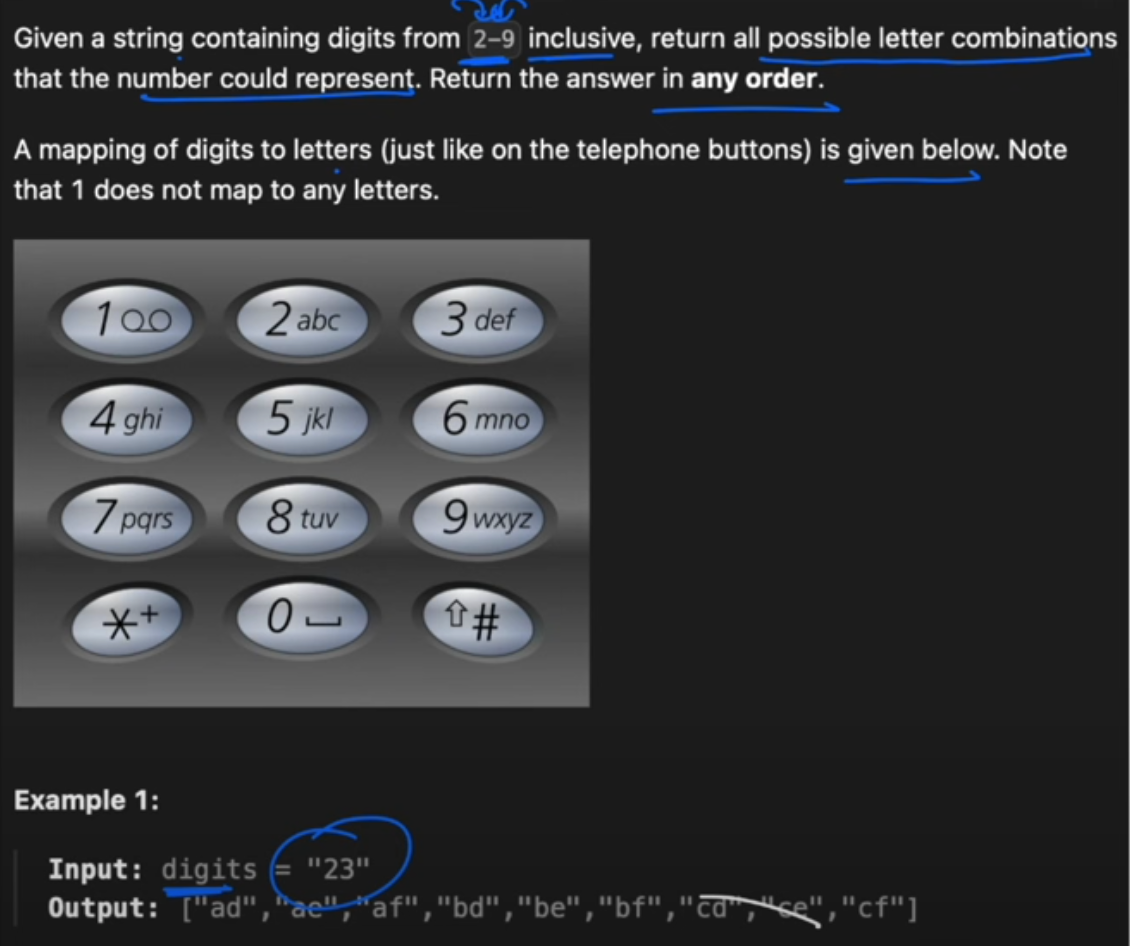 Given a string containing digits from 2-9 inclusive, return all possible letter combinations
that the number could represent. Return the answer in any order.
A mapping of digits to letters (just like on the telephone buttons) is given below. Note
that 1 does not map to any letters.
1 2 abc 3 def
4 ghi 5 jkl 6 mno
7 pqrs 8 tuv 9 wxyz
*+ 0 ⇧#
Example 1:
Input: digits = "23"
Output: ["ad","ae","af","bd","be","bf","cd","ce","cf"]